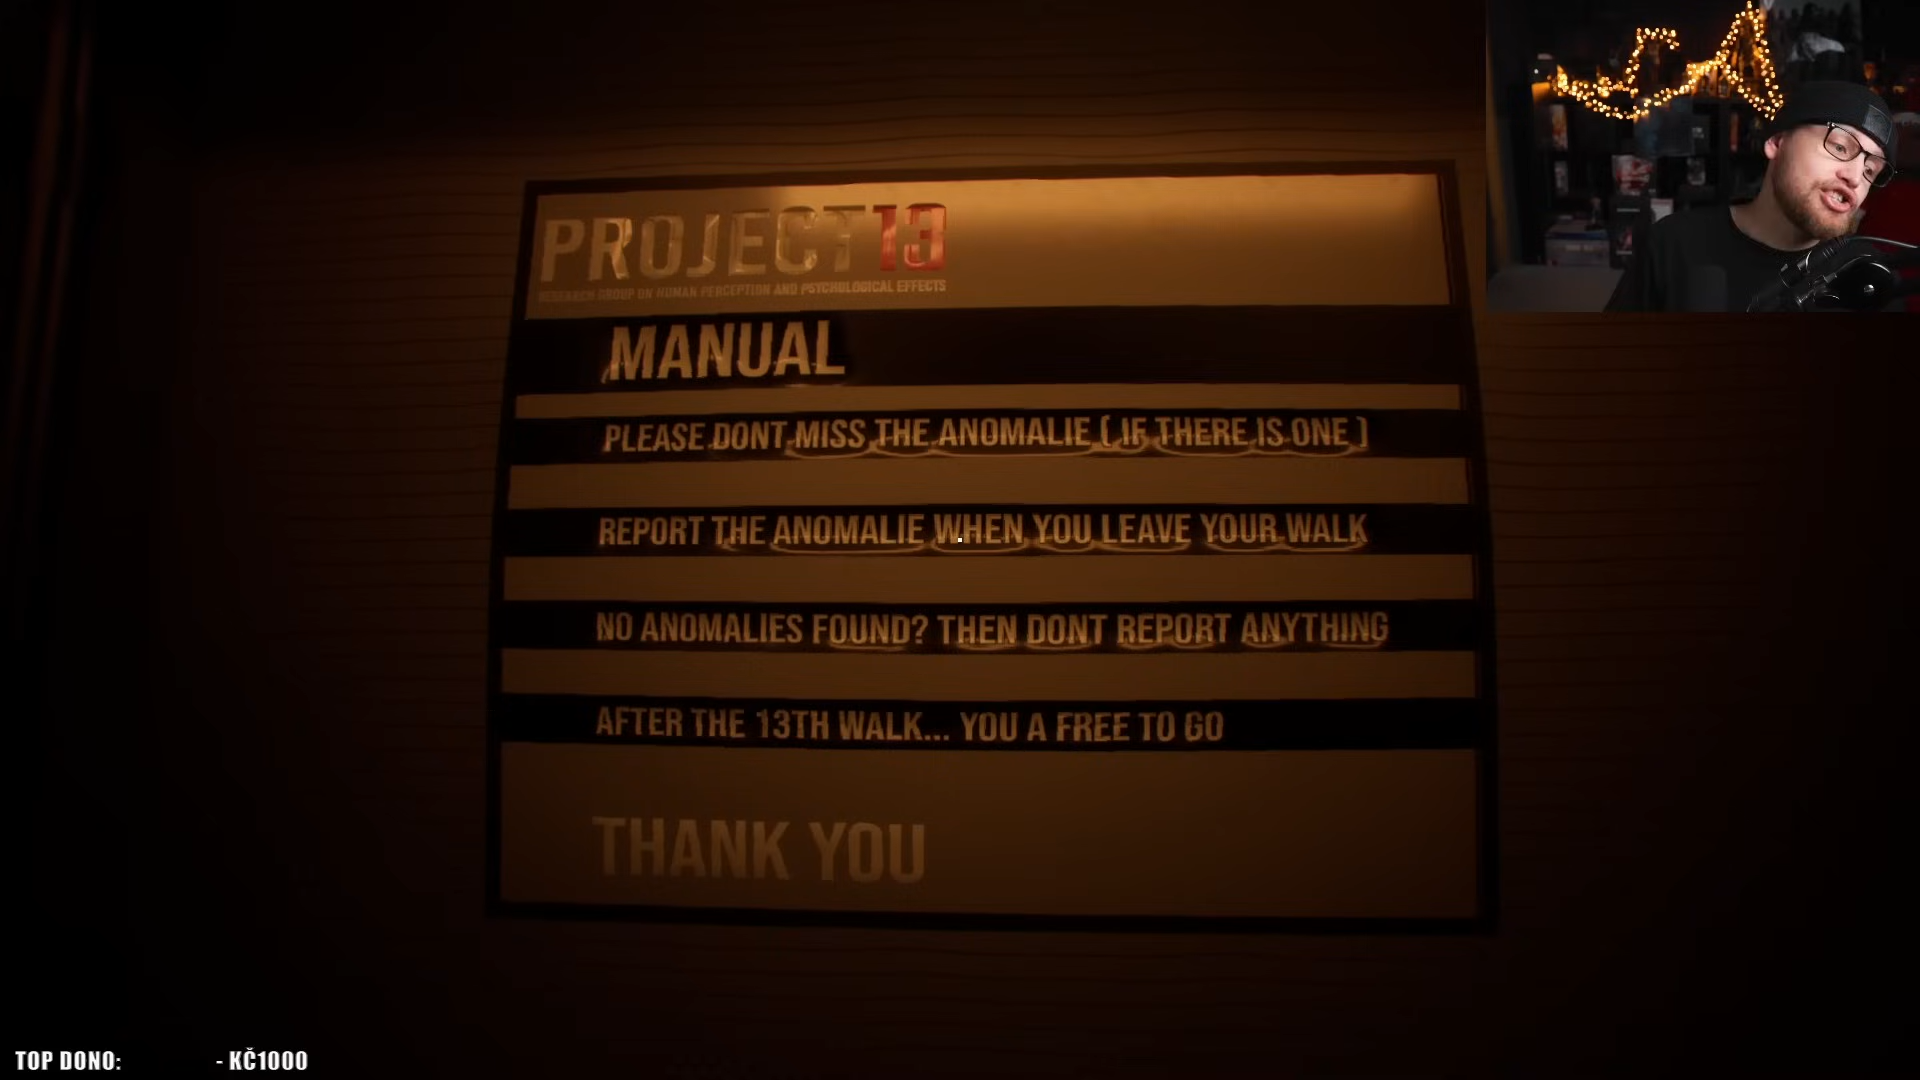 PROJECT13
RESEARCH GROUP ON HUMAN PERCEPTION AND PSYCHOLOGICAL EFFECTS
MANUAL
PLEASE DONT MISS THE ANOMALIE ( IF THERE IS ONE )
REPORT THE ANOMALIE WHEN YOU LEAVE YOUR WALK
NO ANOMALIES FOUND? THEN DONT REPORT ANYTHING
AFTER THE 13TH WALK... YOU A FREE TO GO
THANK YOU
TOP DONO: - KČ1000